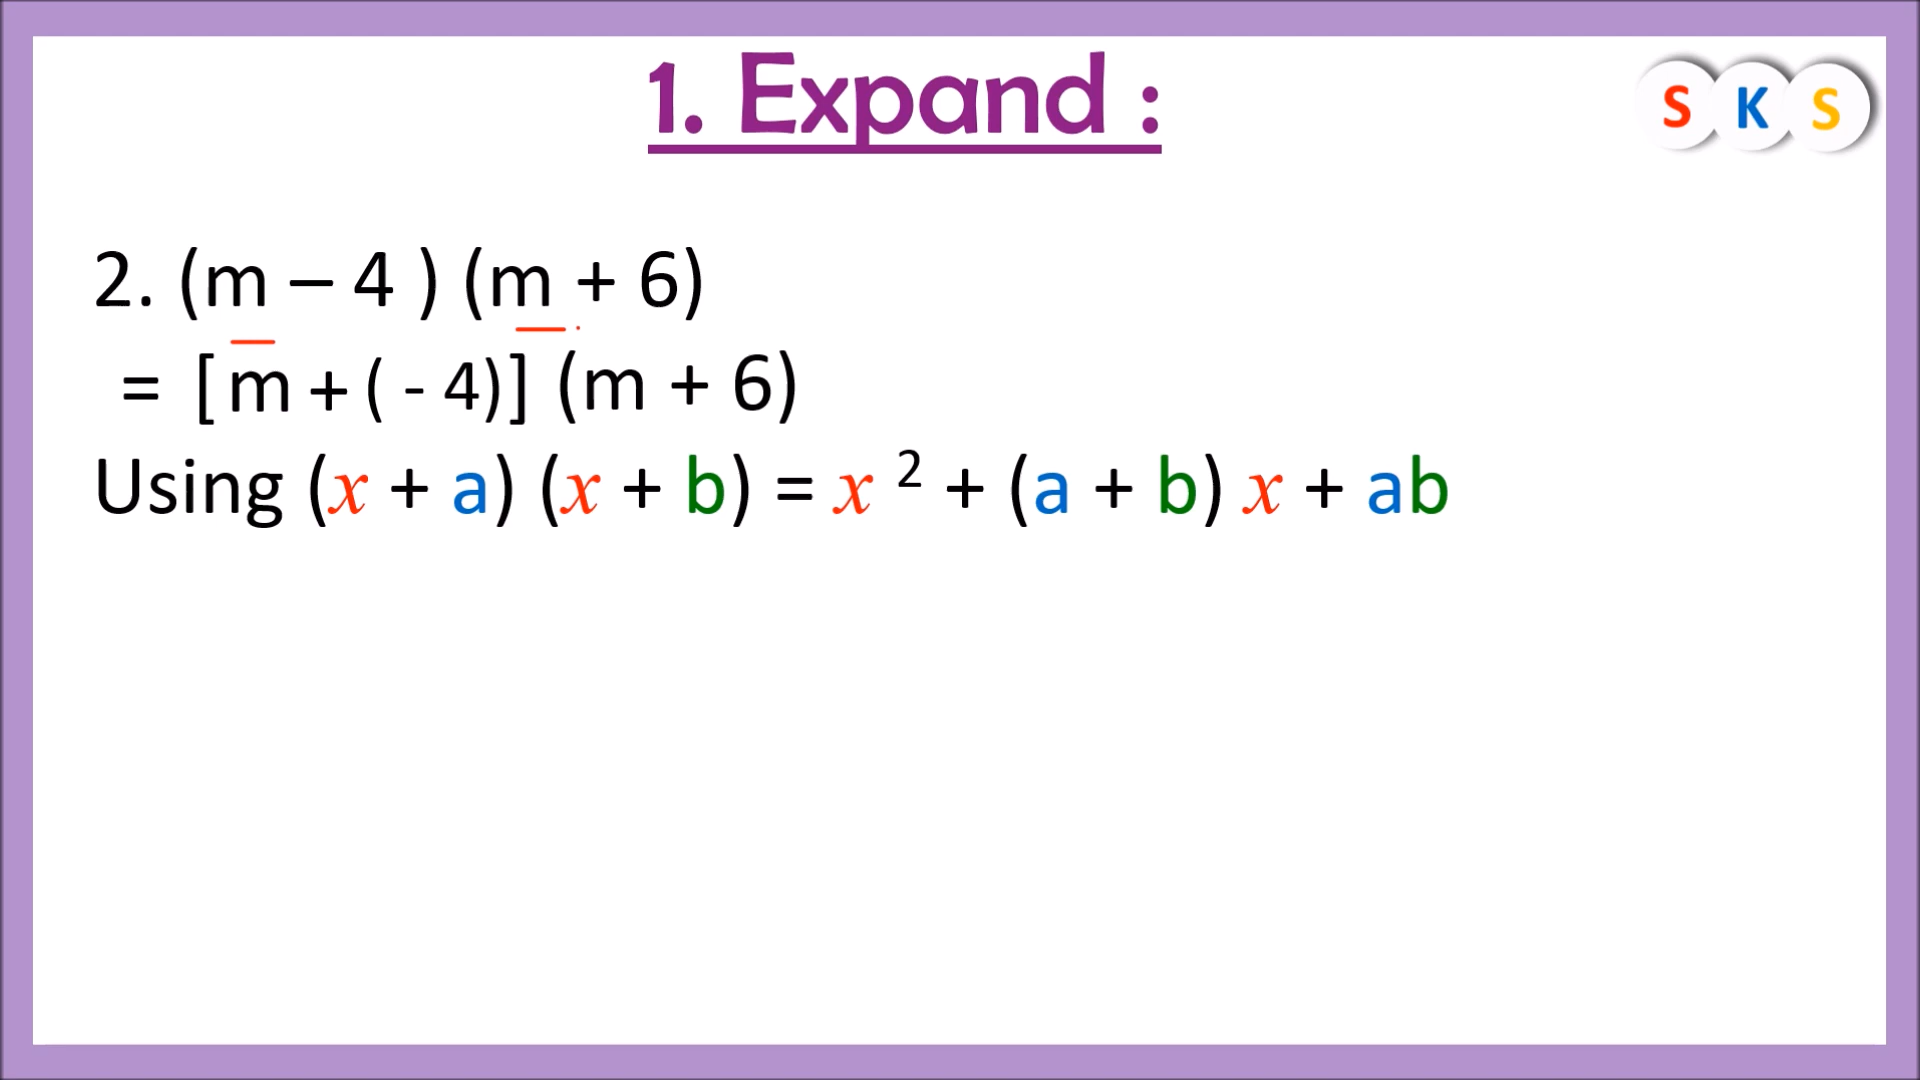 1. Expand :
S K S
2. (m – 4 ) (m + 6)
= [m + ( - 4)] (m + 6)
Using (x + a) (x + b) = x ² + (a + b) x + ab